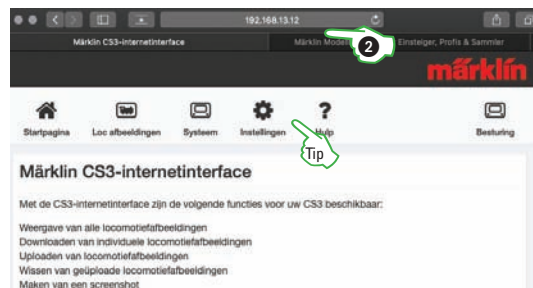 192.168.13.12
Märklin CS3-internetinterface
Märklin Model
Einsteiger, Profis & Sammler
2
märklin
Startpagina
Loc afbeeldingen
Systeem
Instellingen
Hulp
Besturing
Tip
Märklin CS3-internetinterface
Met de CS3-internetinterface zijn de volgende functies voor uw CS3 beschikbaar:
Weergave van alle locomotiefafbeeldingen
Downloaden van individuele locomotiefafbeeldingen
Uploaden van locomotiefafbeeldingen
Wissen van geüploade locomotiefafbeeldingen
Maken van een screenshot